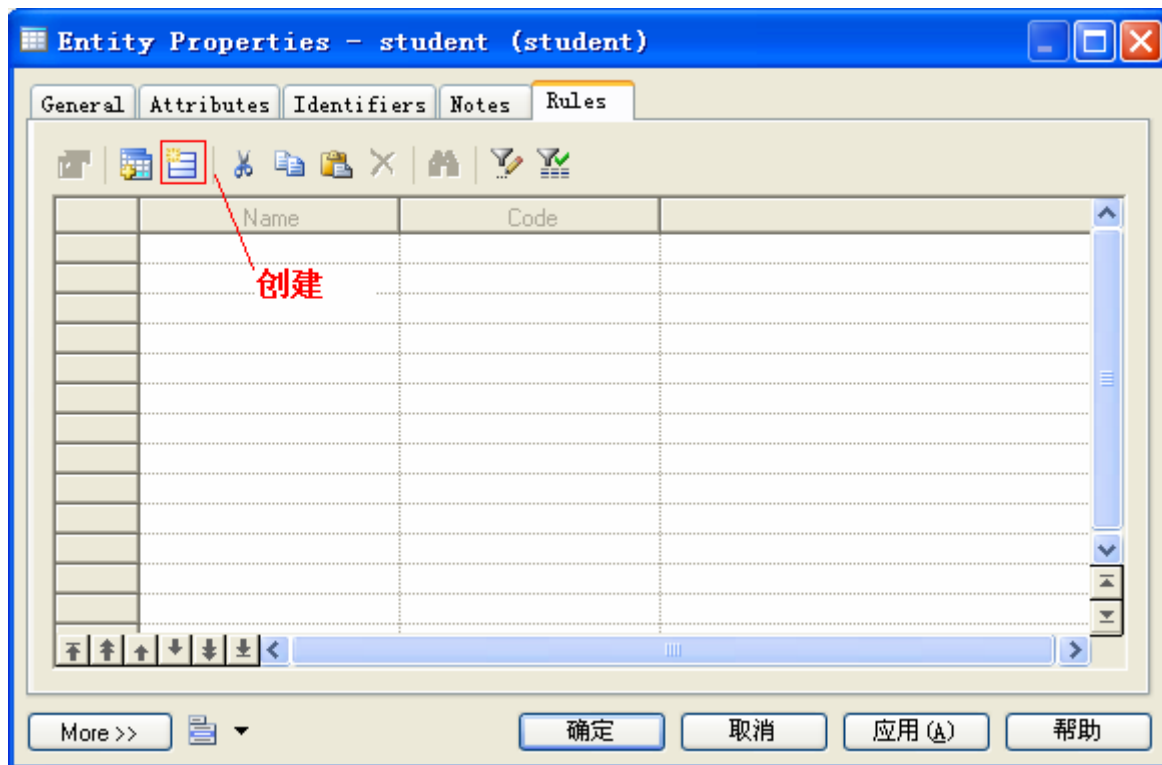 Entity Properties - student (student)
General Attributes Identifiers Notes Rules
Name Code
创建
More >> 确定 取消 应用(A) 帮助